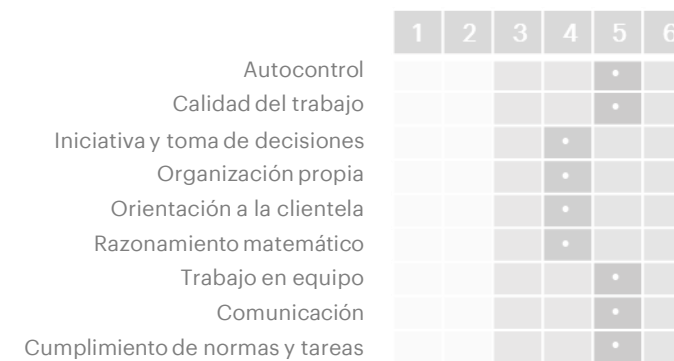 1 2 3 4 5 6
Autocontrol
Calidad del trabajo
Iniciativa y toma de decisiones
Organización propia
Orientación a la clientela
Razonamiento matemático
Trabajo en equipo
Comunicación
Cumplimiento de normas y tareas